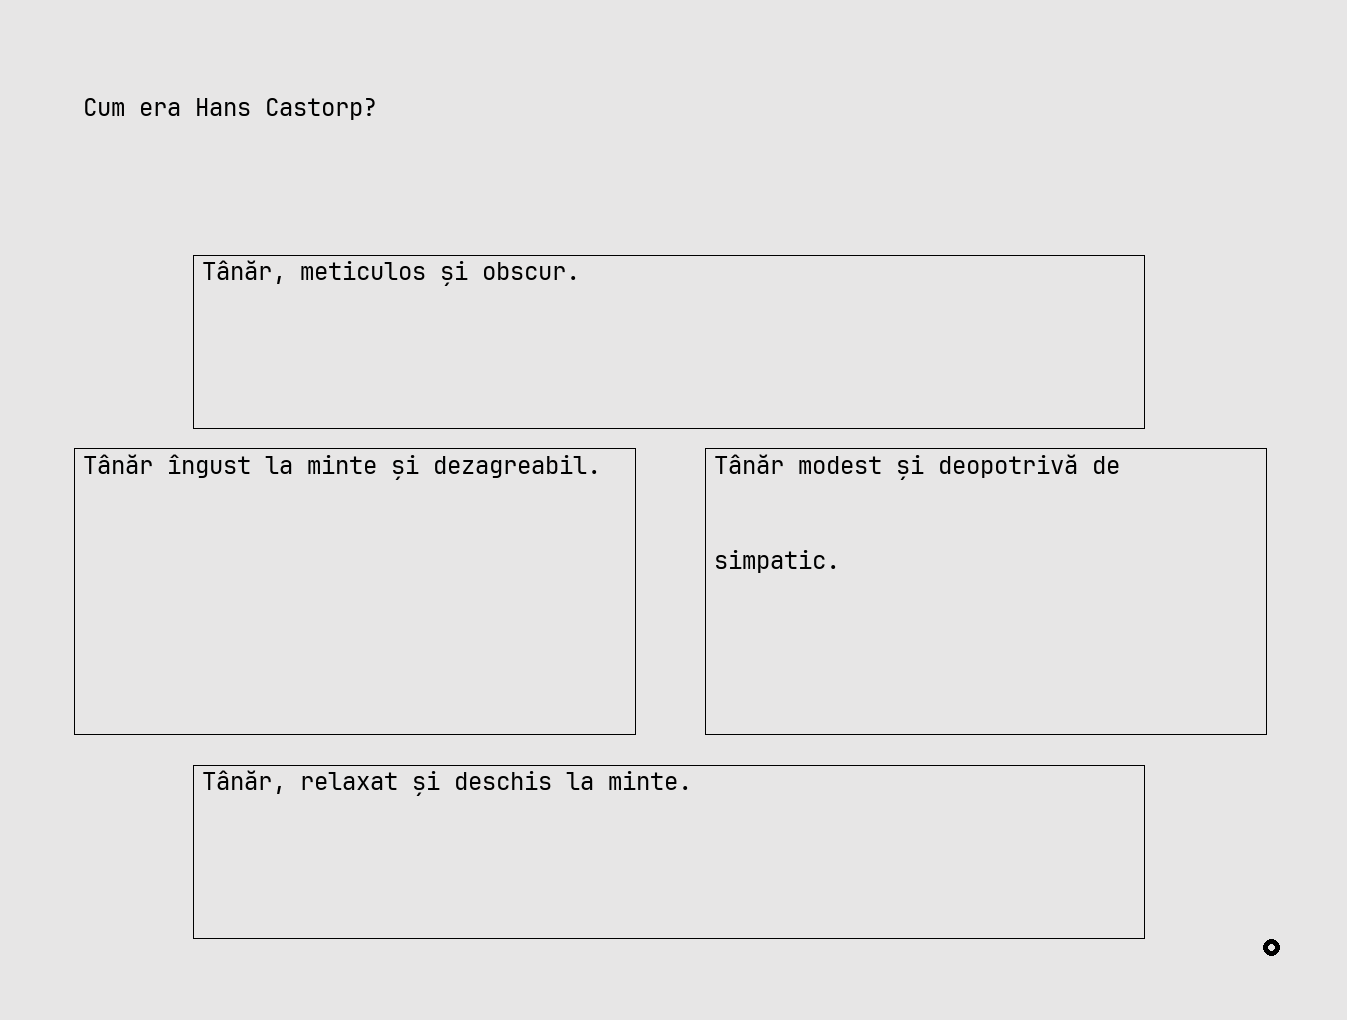 Cum era Hans Castorp?
Tânăr, meticulos și obscur.
Tânăr îngust la minte și dezagreabil.
Tânăr modest și deopotrivă de
simpatic.
Tânăr, relaxat și deschis la minte.